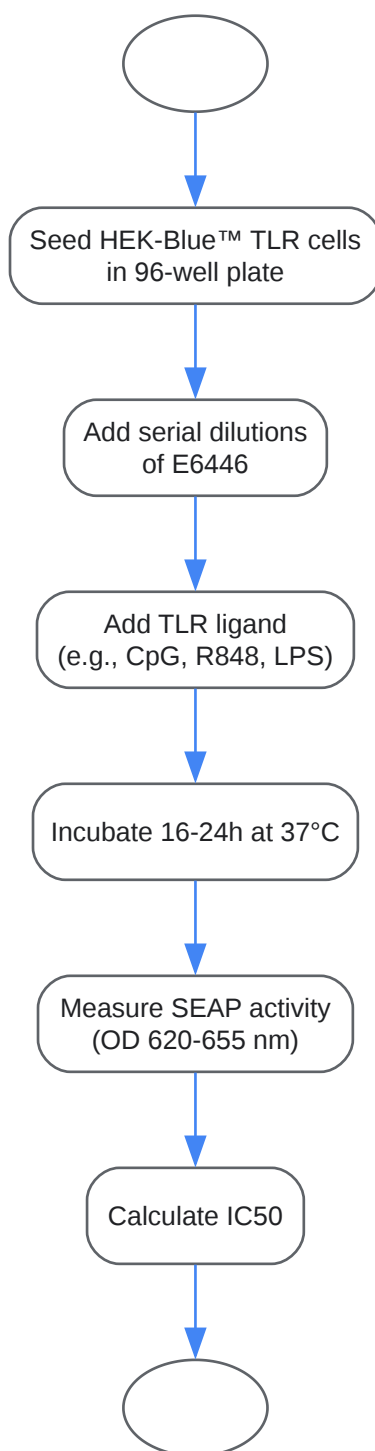 Seed HEK-Blue™ TLR cells
in 96-well plate
Add serial dilutions
of E6446
Add TLR ligand
(e.g., CpG, R848, LPS)
Incubate 16-24h at 37°C
Measure SEAP activity
(OD 620-655 nm)
Calculate IC50